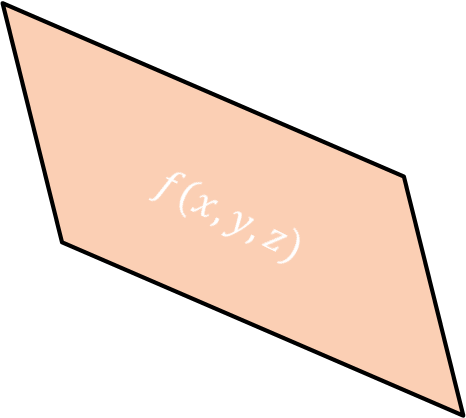 f(x, y, z)